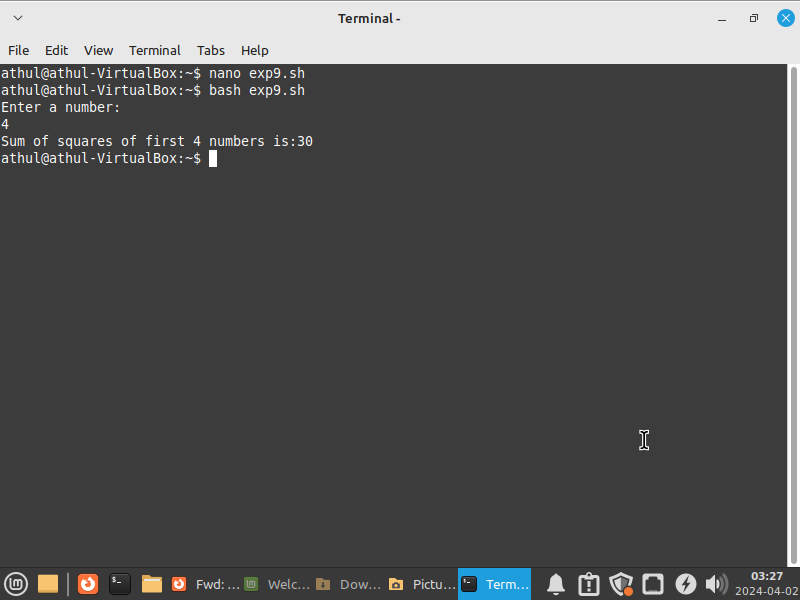 Terminal -
File Edit View Terminal Tabs Help
athul@athul-VirtualBox:~$ nano exp9.sh
athul@athul-VirtualBox:~$ bash exp9.sh
Enter a number:
4
Sum of squares of first 4 numbers is:30
athul@athul-VirtualBox:~$
Fwd: ... Welc... Dow... Pictu... Term... 03:27
2024-04-02